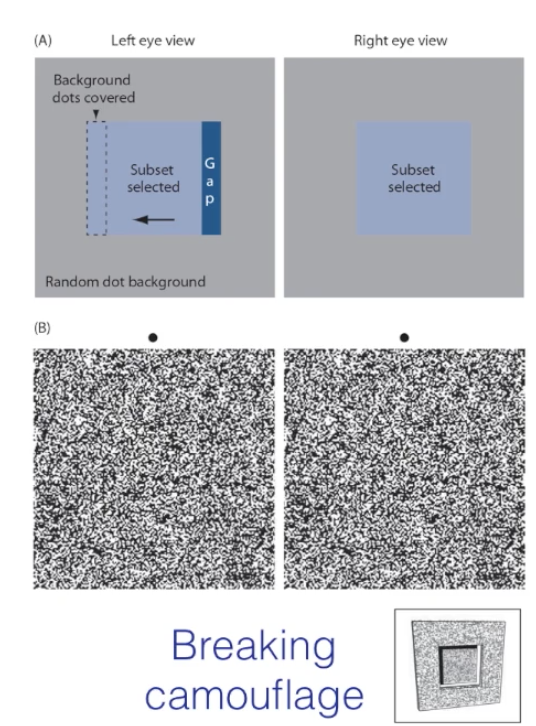 (A)
Left eye view
Right eye view
Background
dots covered
Subset
selected
G
a
p
Subset
selected
Random dot background
(B)
Breaking
camouflage